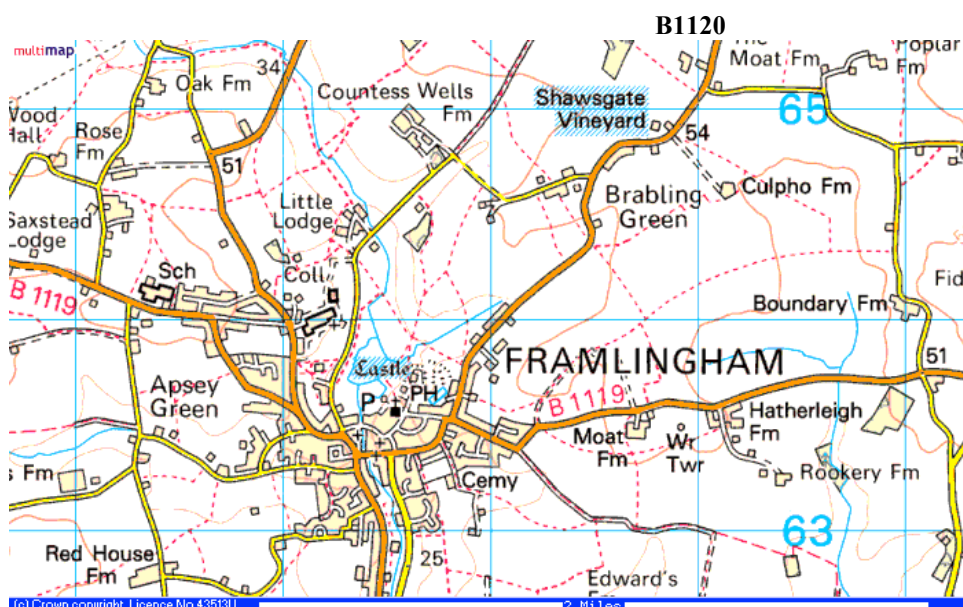 B1120
multimap
The
Moat Fm
Poplar
Fm
34
Oak Fm
Countess Wells
Fm
Shawsgate
Vineyard
65
Wood
Hall
Rose
Fm
51
54
Culpho Fm
Brabling
Green
Saxstead
Lodge
Little
Lodge
Sch
Coll
B 1119
Boundary Fm
Fid
FRAMLINGHAM
51
Castle
Apsey
Green
P
PH
B 1119
Hatherleigh
Fm
Moat
Fm
Wr
Twr
s Fm
Cemy
Rookery Fm
63
Red House
Fm
25
Edward's
Fm
(c) Crown copyright Licence No 43513U
2 Miles